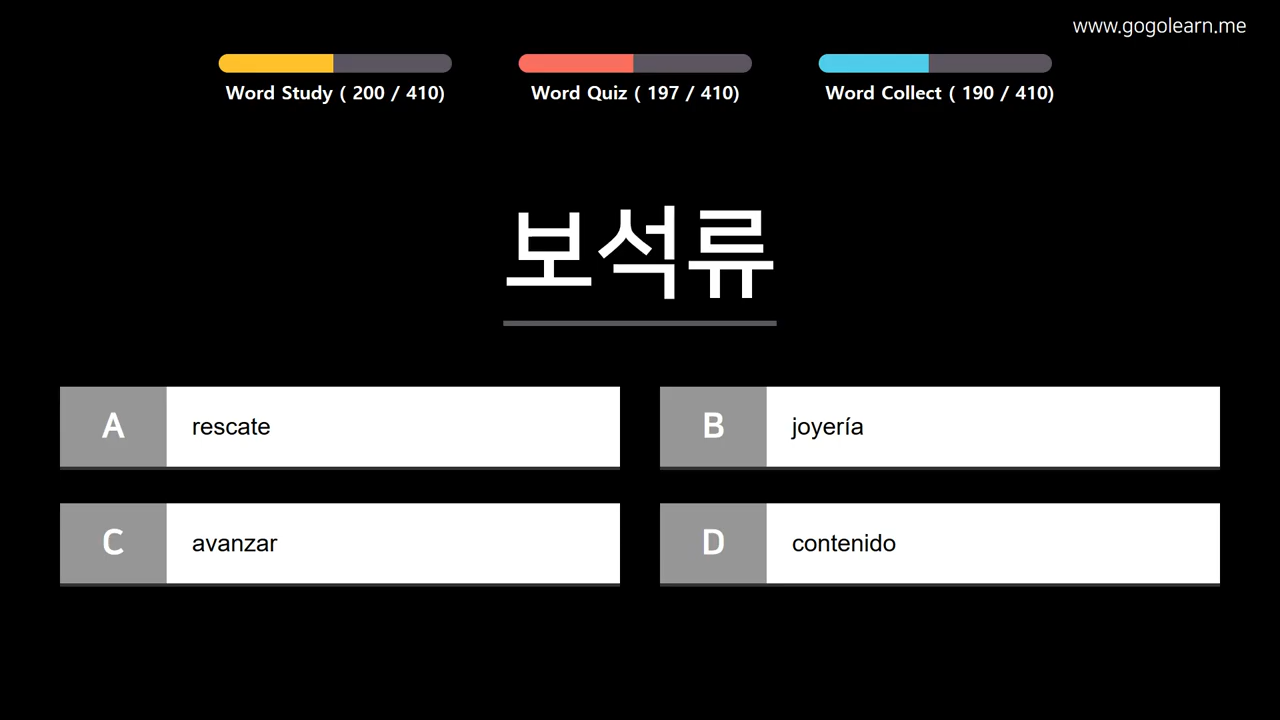 www.gogolearn.me
Word Study ( 200 / 410)
Word Quiz ( 197 / 410)
Word Collect ( 190 / 410)
보석류
A rescate
B joyería
C avanzar
D contenido